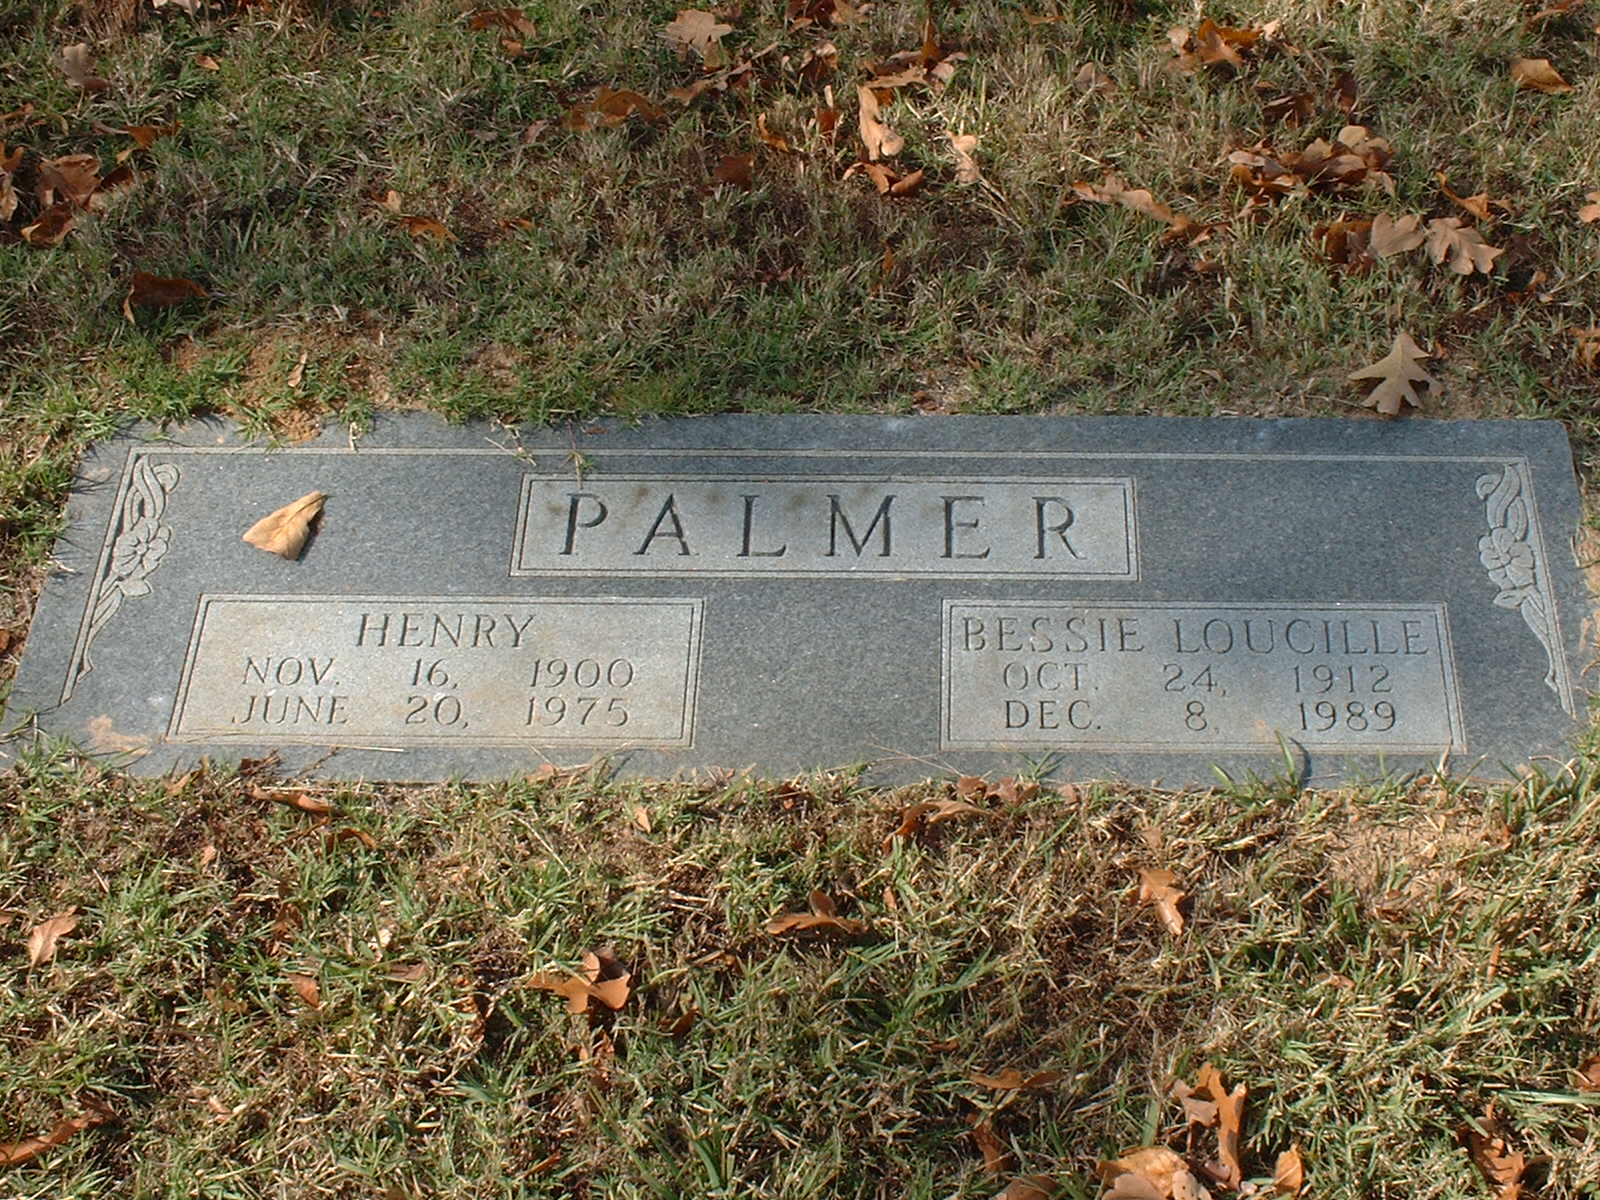 PALMER
HENRY
NOV. 16, 1900
JUNE 20, 1975
BESSIE LOUCILLE
OCT. 24, 1912
DEC. 8, 1989